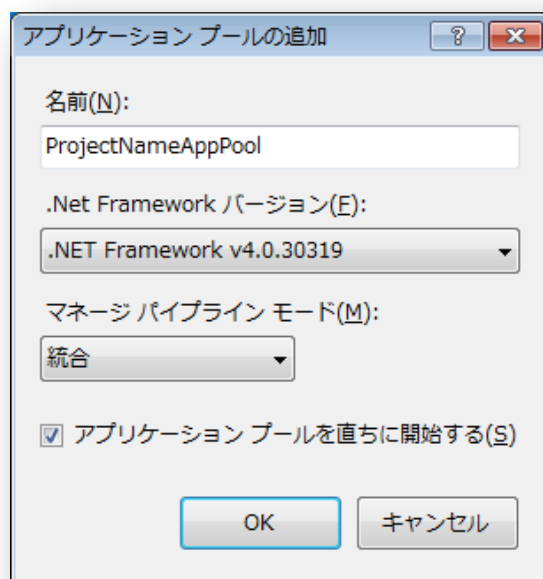 アプリケーション プールの追加
名前(N):
ProjectNameAppPool
.Net Framework バージョン(F):
.NET Framework v4.0.30319
マネージ パイプライン モード(M):
統合
アプリケーション プールを直ちに開始する(S)
OK キャンセル